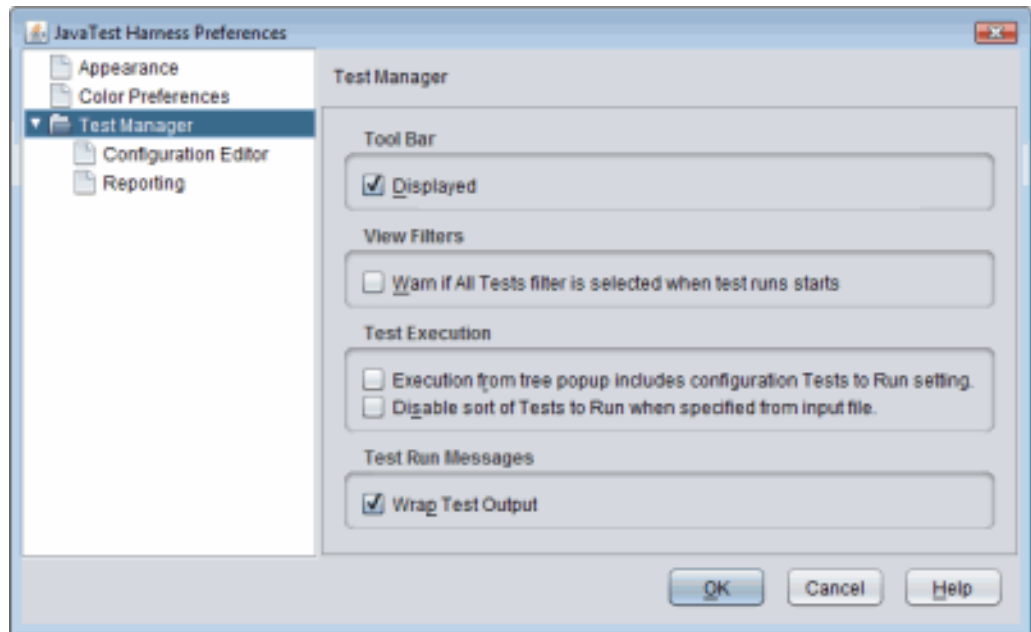 JavaTest Harness Preferences
Appearance
Color Preferences
Test Manager
Configuration Editor
Reporting
Test Manager
Tool Bar
Displayed
View Filters
Warn if All Tests filter is selected when test runs starts
Test Execution
Execution from tree popup includes configuration Tests to Run setting.
Disable sort of Tests to Run when specified from input file.
Test Run Messages
Wrap Test Output
OK
Cancel
Help